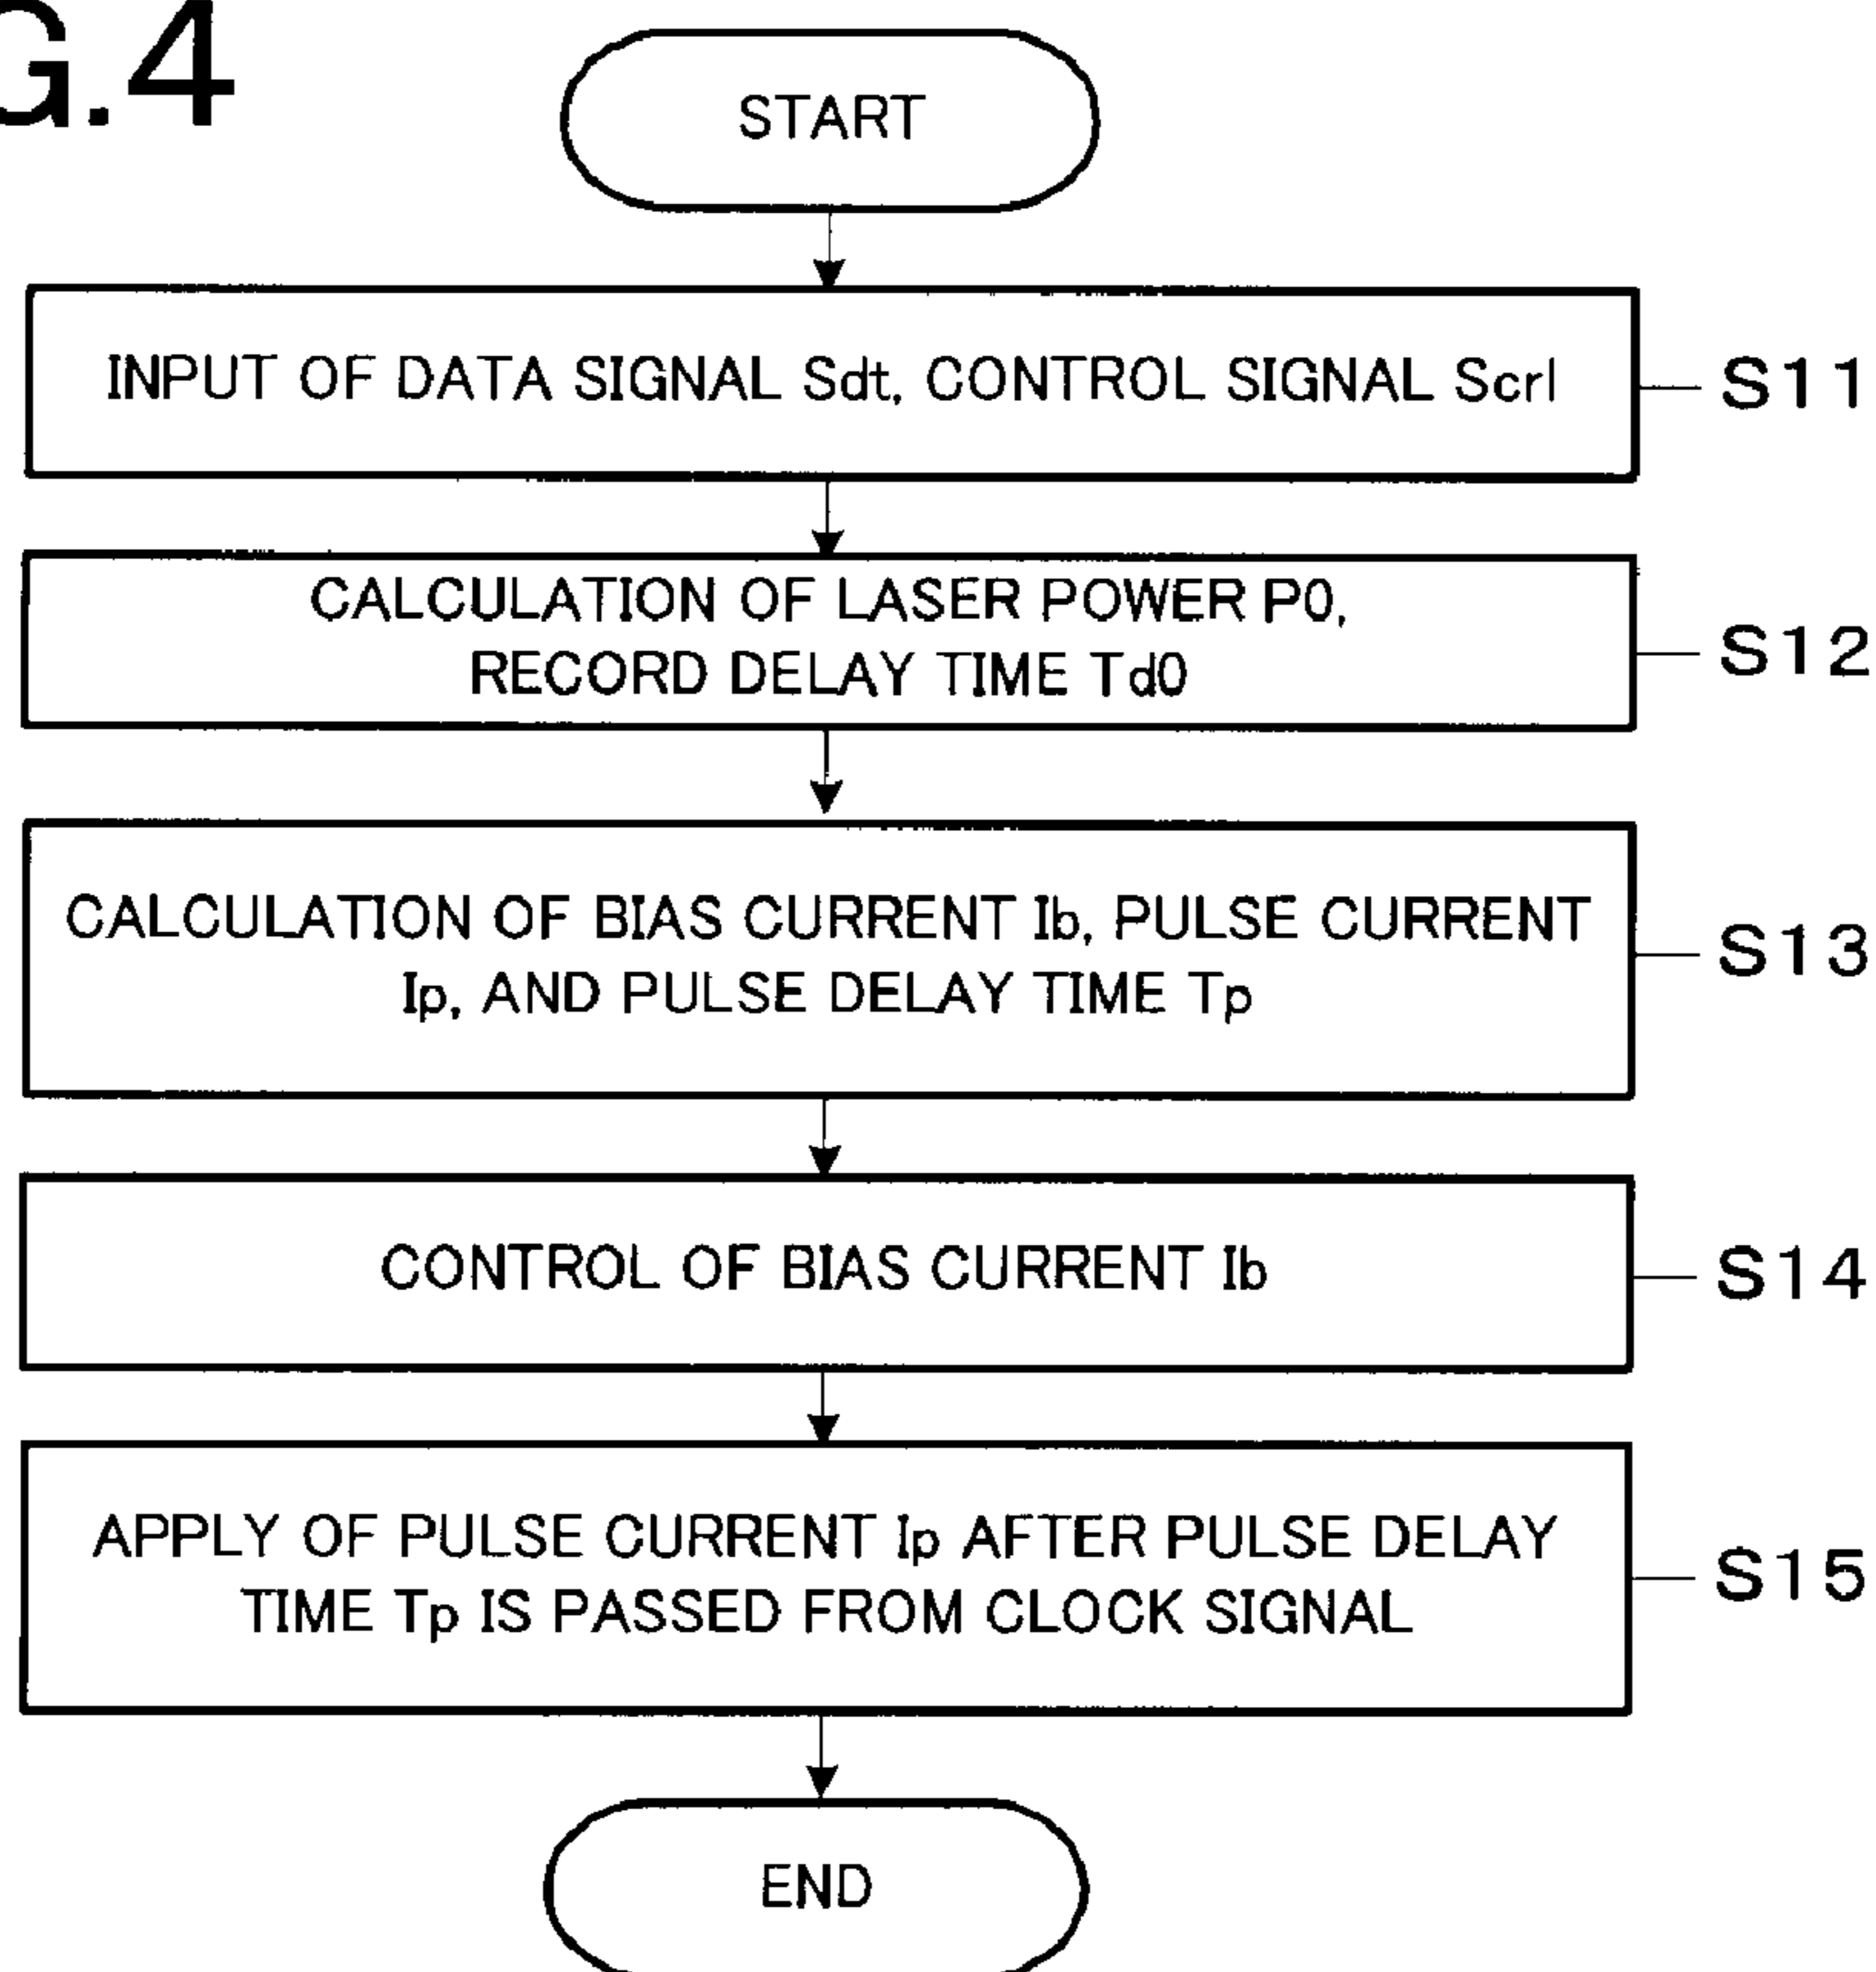 G.4
START
INPUT OF DATA SIGNAL Sdt, CONTROL SIGNAL Scrl
S11
CALCULATION OF LASER POWER P0,
RECORD DELAY TIME Td0
S12
CALCULATION OF BIAS CURRENT Ib, PULSE CURRENT
Ip, AND PULSE DELAY TIME Tp
S13
CONTROL OF BIAS CURRENT Ib
S14
APPLY OF PULSE CURRENT Ip AFTER PULSE DELAY
TIME Tp IS PASSED FROM CLOCK SIGNAL
S15
END